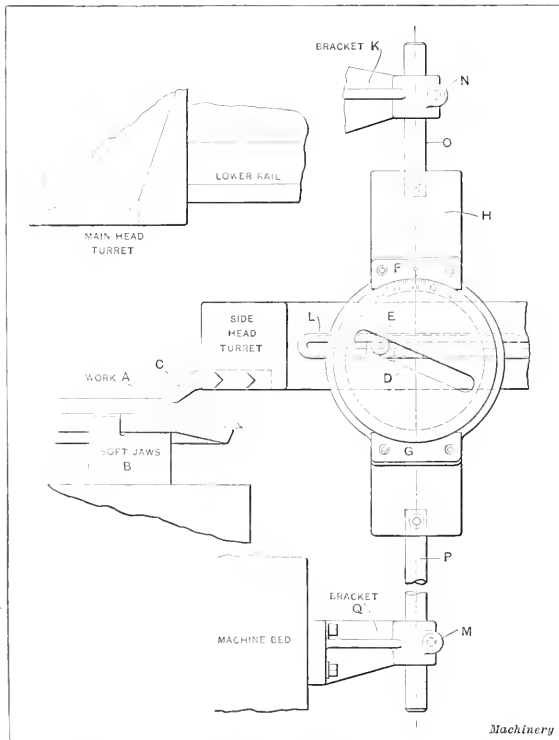 BRACKET K
N
O
LOWER RAIL
H
MAIN HEAD
TURRET
F
E
SIDE
HEAD
TURRET
L
C
WORK A
D
SOFT JAWS
B
G
P
BRACKET
Q
MACHINE BED
M
Machinery